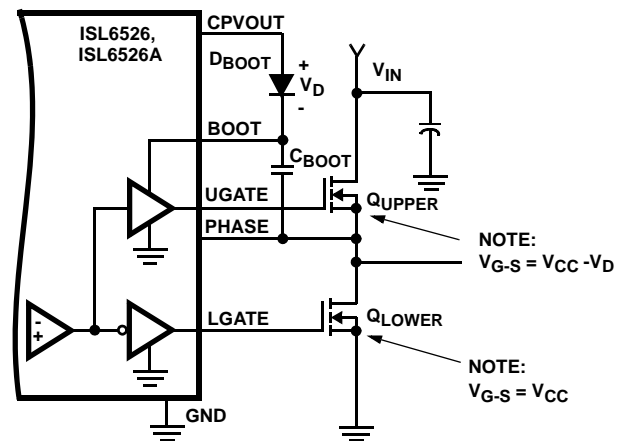 ISL6526,
ISL6526A
CPVOUT
DBOOT
+
VD
-
VIN
BOOT
CBOOT
UGATE
QUPPER
PHASE
NOTE:
VG-S = VCC -VD
-
+
LGATE
QLOWER
NOTE:
VG-S = VCC
GND